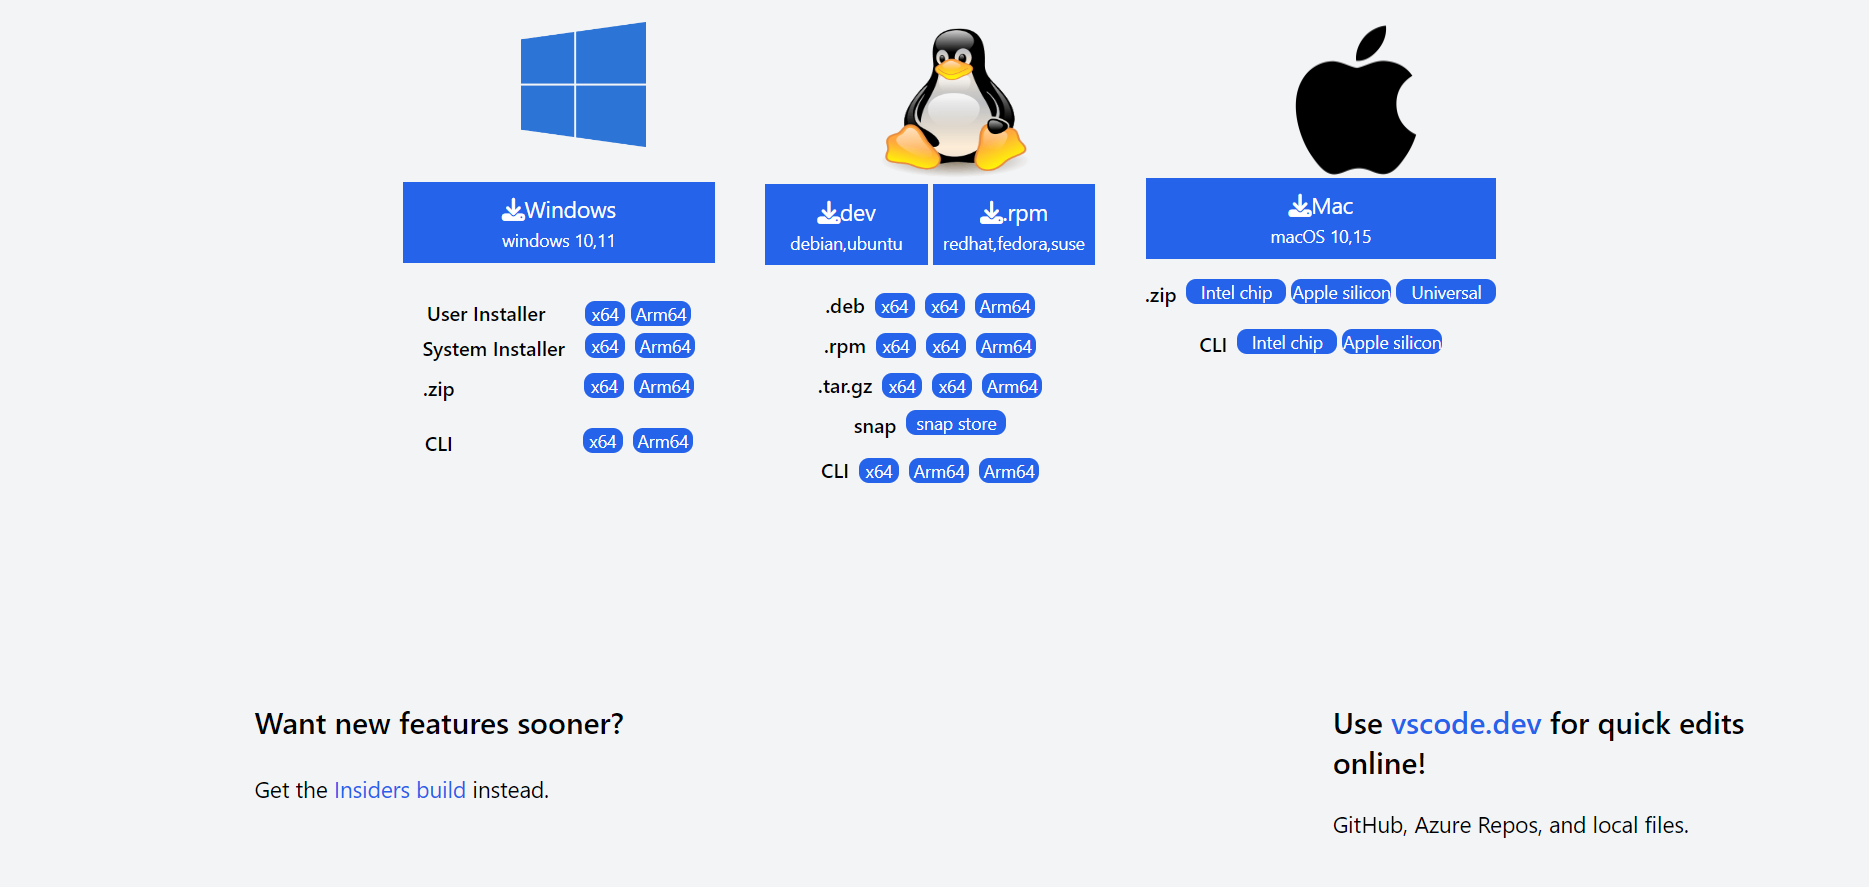 Windows
windows 10,11
User Installer x64 Arm64
System Installer x64 Arm64
.zip x64 Arm64
CLI x64 Arm64
dev
debian,ubuntu
.rpm
redhat,fedora,suse
.deb x64 x64 Arm64
.rpm x64 x64 Arm64
.tar.gz x64 x64 Arm64
snap snap store
CLI x64 Arm64 Arm64
Mac
macOS 10,15
.zip Intel chip Apple silicon Universal
CLI Intel chip Apple silicon
Want new features sooner?
Get the Insiders build instead.
Use vscode.dev for quick edits
online!
GitHub, Azure Repos, and local files.